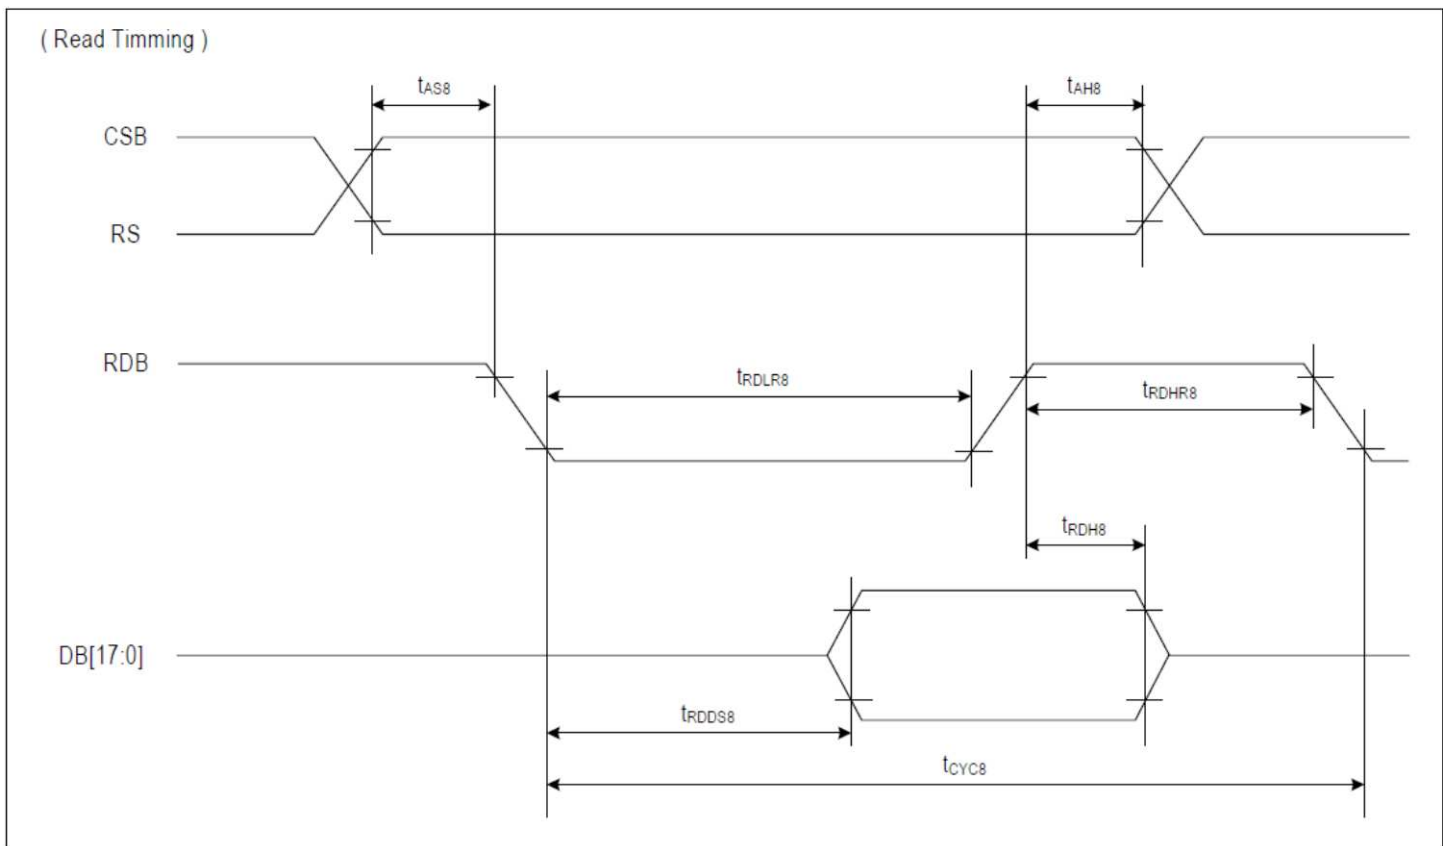 ( Read Timming )
tAS8
tAH8
CSB
RS
RDB
tRDLR8
tRDHR8
tRDH8
DB[17:0]
tRDDS8
tCYC8